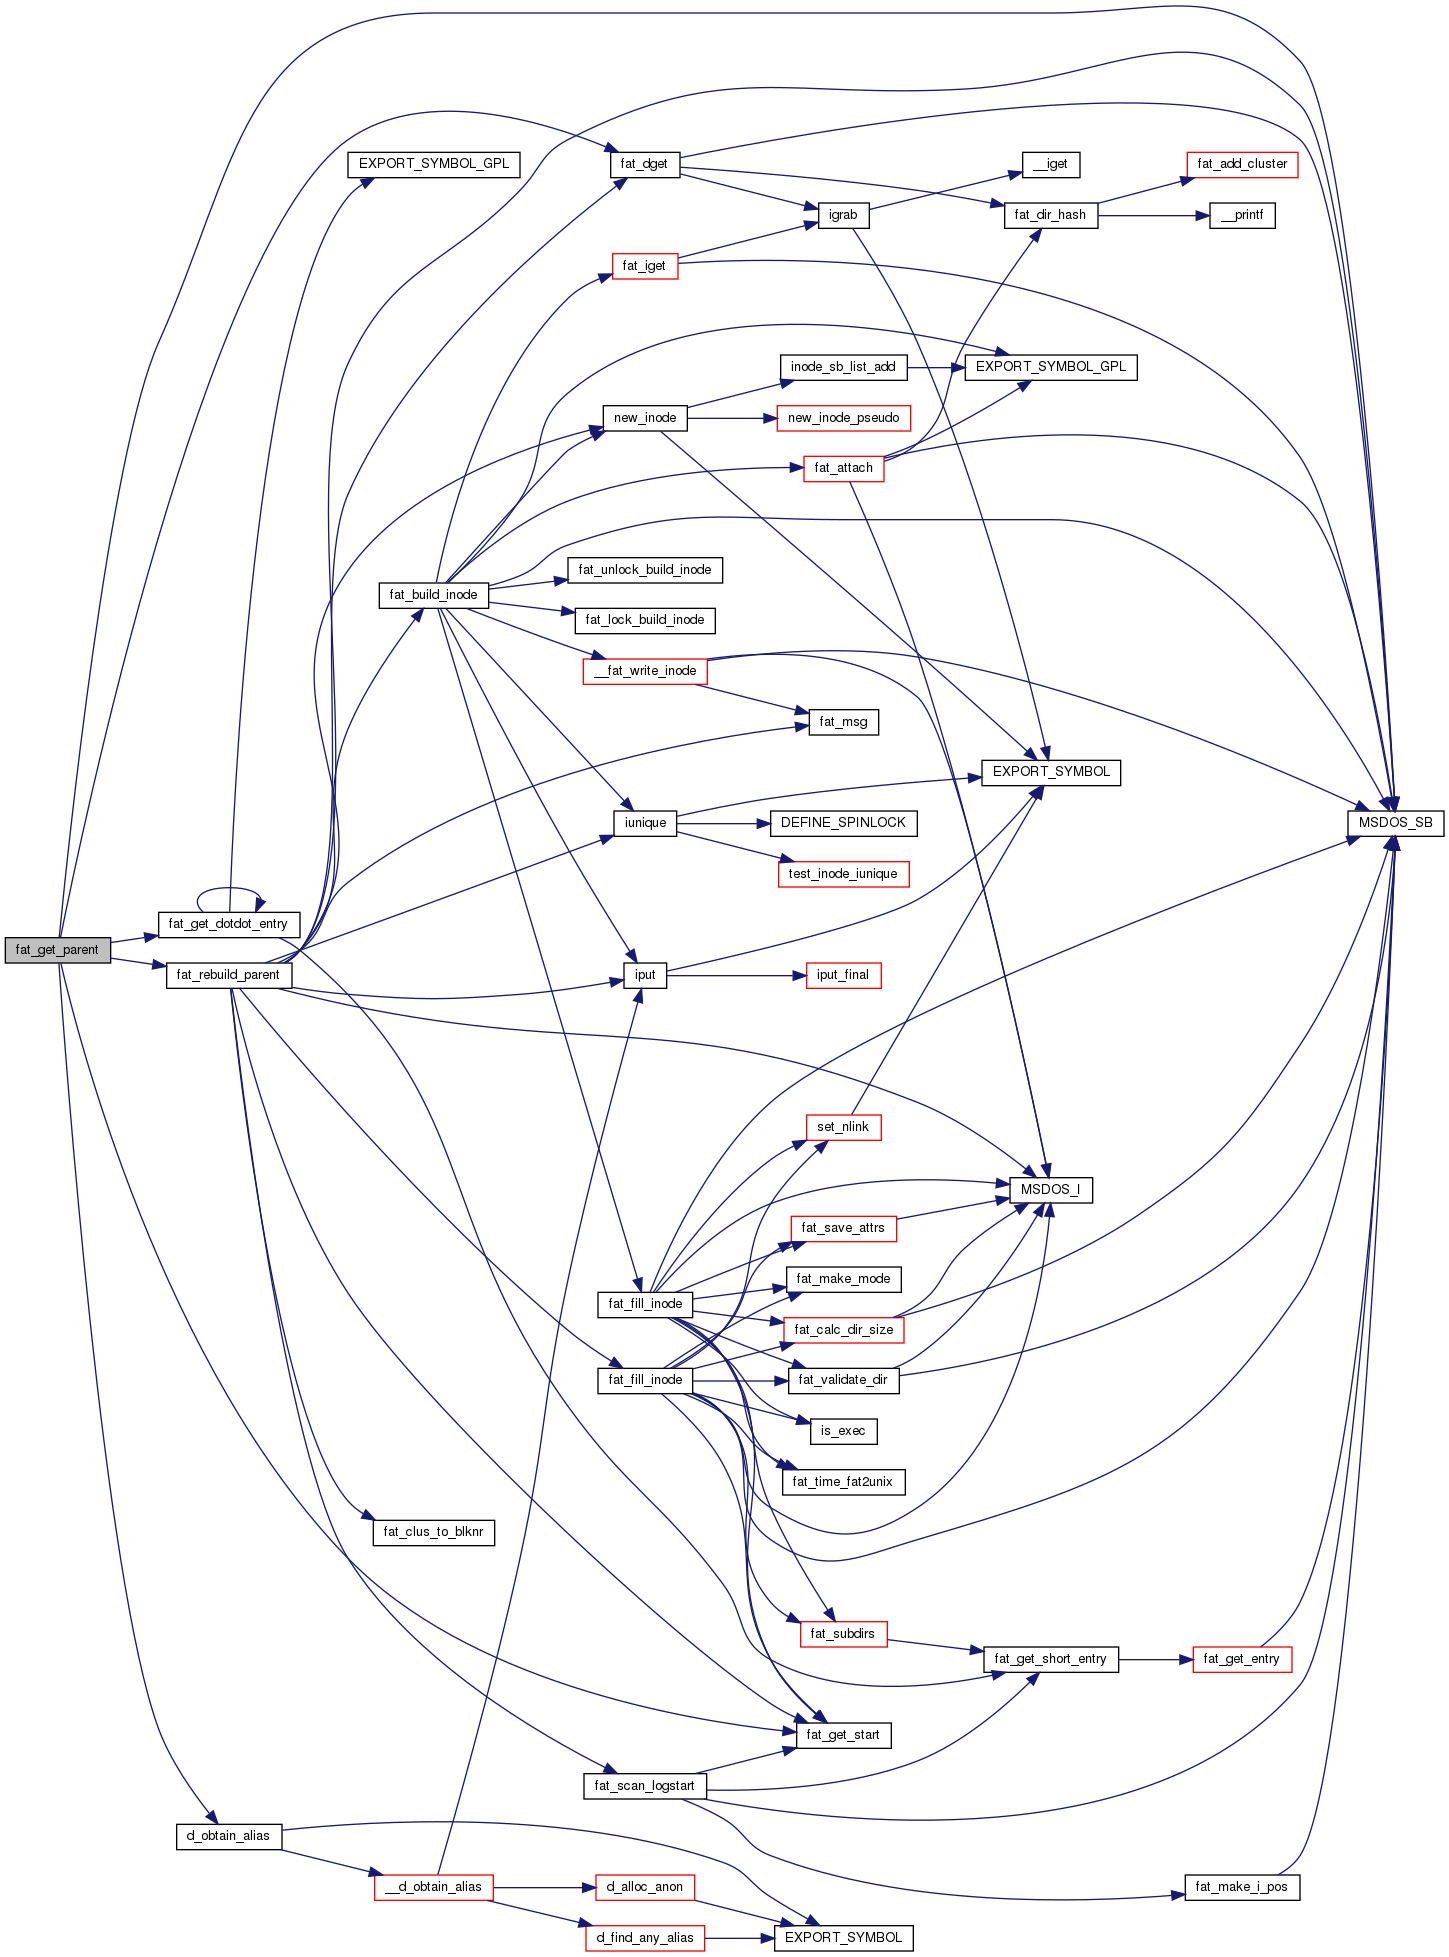 EXPORT_SYMBOL_GPL
fat_dget
__iget
fat_add_cluster
igrab
fat_dir_hash
__printf
fat_iget
inode_sb_list_add
EXPORT_SYMBOL_GPL
new_inode
new_inode_pseudo
fat_attach
fat_unlock_build_inode
fat_build_inode
fat_lock_build_inode
__fat_write_inode
fat_msg
EXPORT_SYMBOL
iunique
DEFINE_SPINLOCK
MSDOS_SB
test_inode_iunique
fat_get_dotdot_entry
fat_get_parent
fat_rebuild_parent
iput
iput_final
set_nlink
MSDOS_I
fat_save_attrs
fat_make_mode
fat_fill_inode
fat_calc_dir_size
fat_fill_inode
fat_validate_dir
is_exec
fat_time_fat2unix
fat_clus_to_blknr
fat_subdirs
fat_get_short_entry
fat_get_entry
fat_get_start
fat_scan_logstart
d_obtain_alias
__d_obtain_alias
d_alloc_anon
fat_make_i_pos
d_find_any_alias
EXPORT_SYMBOL